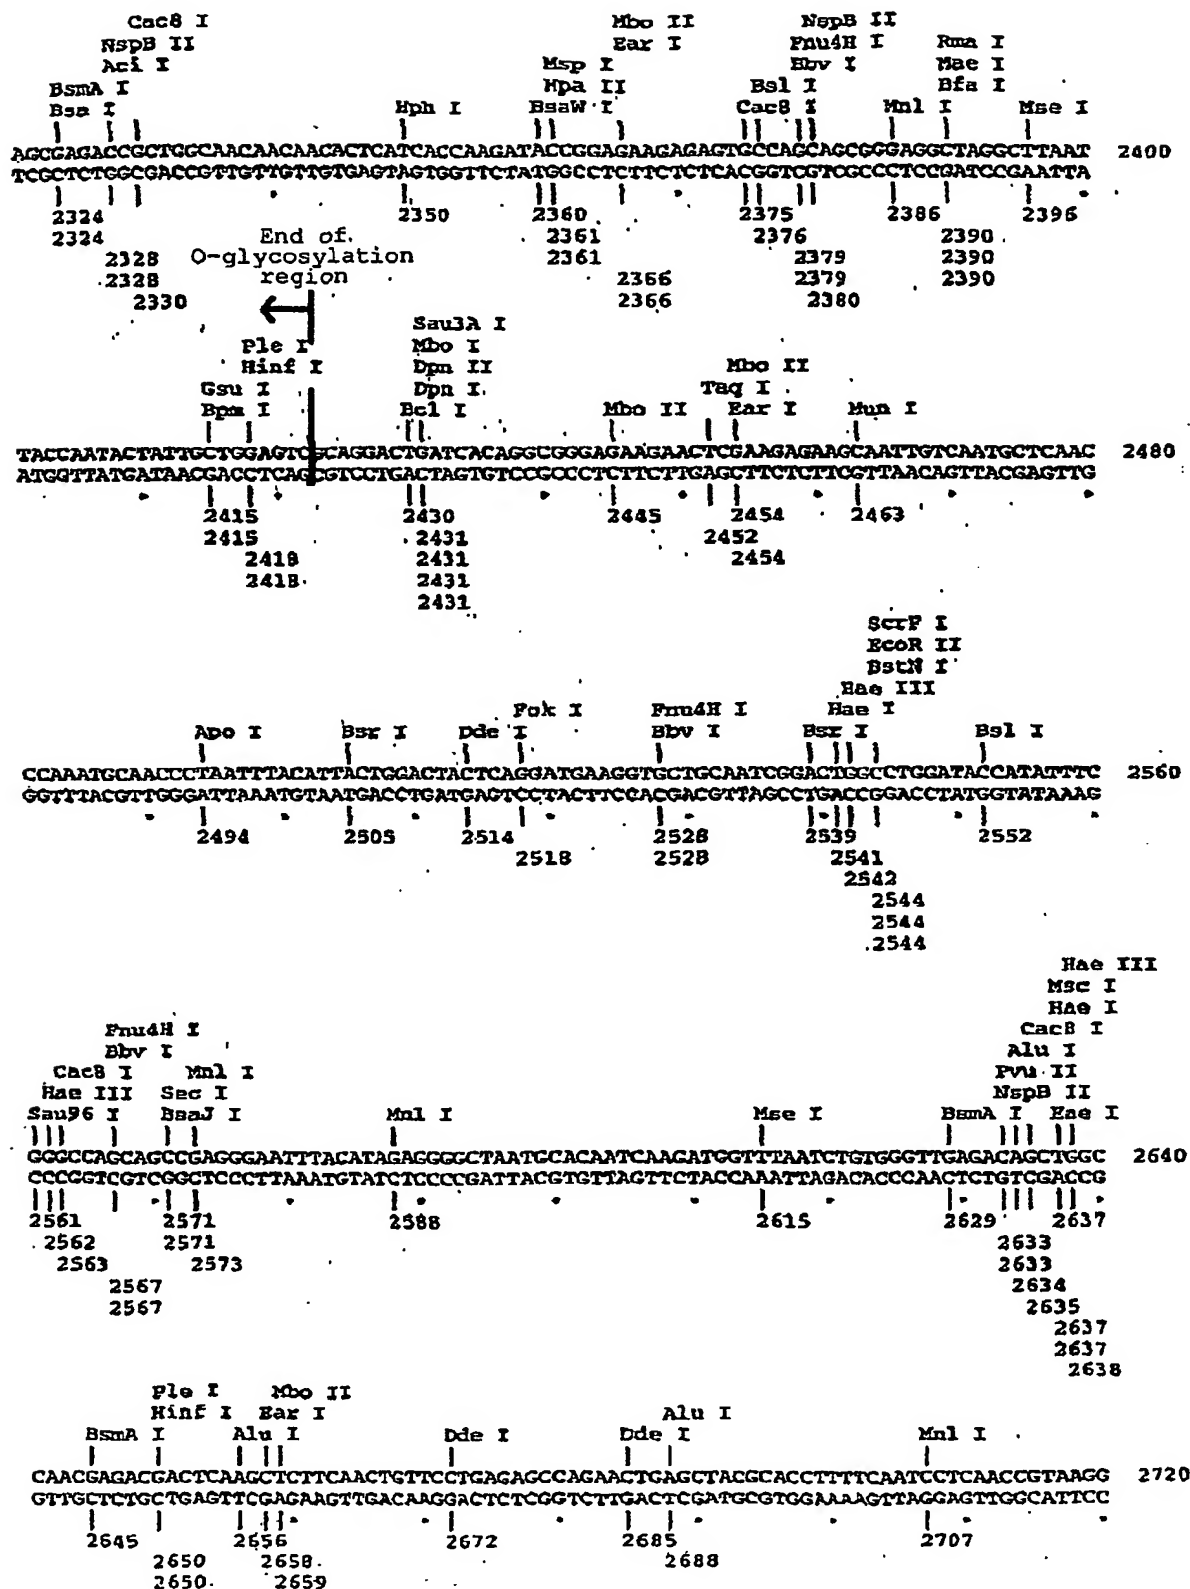 Cac8 I Mbo II NspB II
NspB II Ear I Fnu4H I Rma I
Aci I Msp I Bbv I Mae I
BsmA I Hpa II Bsl I Bfa I
Bsa I Hph I BsaW I Cac8 I Mnl I Mse I
AGCGAGACCGCTGGCAACAACAACACTCATCACCAAGATACCGGAGAAGAGAGTGCCAGCAGCGGGAGGCTAGGCTTAAT 2400
TCGCTCTGGCGACCGTTGTTGTTGTGAGTAGTGGTTCTATGGCCTCTTCTCTCACGGTCGTCGCCCTCCGATCCGAATTA
2324 2350 2360 2375 2386 2390 2396
2324 2361 2376 2390
2328 2361 2379 2390
2328 2366 2379
2330 2366 2380
End of
O-glycosylation
region
Sau3A I
Ple I Mbo I
Hinf I Dpn II Mbo II
Gsu I Dpn I Taq I
Bpm I Bcl I Mbo II Ear I Mun I
TACCAATACTATTGCTGGAGTCGCAGGACTGATCACAGGCGGGAGAAGAACTCGAAGAGAAGCAATTGTCAATGCTCAAC 2480
ATGGTTATGATAACGACCTCAGCGTCCTGACTAGTGTCCGCCCTCTTCTTGAGCTTCTCTTCGTTAACAGTTACGAGTTG
2415 2430 2445 2454 2463
2415 2431 2452
2418 2431 2454
2418 2431
ScrF I
EcoR II
BstN I
Hae III
Fok I Fnu4H I Hae I
Apo I Bsr I Dde I Bbv I Bsr I Bsl I
CCAAATGCAACCCTAATTTACATTACTGGACTACTCAGGATGAAGGTGCTGCAATCGGACTGGCCTGGATACCATATTTC 2560
GGTTTACGTTGGGATTAAATGTAATGACCTGATGAGTCCTACTTCCACGACGTTAGCCTGACCGGACCTATGGTATAAAG
2494 2505 2514 2528 2539 2552
2518 2528 2541
2542
2544
2544
2544
Hae III
Msc I
Fnu4H I Hae I
Bbv I Cac8 I
Cac8 I Mnl I Alu I
Hae III Sec I Pvu II
Sau96 I BsaJ I Mnl I Mse I NspB II
BsmA I Eae I
GGGCCAGCAGCCGAGGGAATTTACATAGAGGGGCTAATGCACAATCAAGATGGTTTAATCTGTGGGTTGAGACAGCTGGC 2640
CCCGGTCGTCGGCTCCCTTAAATGTATCTCCCCGATTACGTGTTAGTTCTACCAAATTAGACACCCAACTCTGTCGACCG
2561 2571 2588 2615 2629 2637
2562 2571 2633
2563 2573 2633
2567 2634
2567 2635
2637
2637
2638
Ple I Mbo II
Hinf I Ear I Alu I
BsmA I Alu I Dde I Dde I Mnl I
CAACGAGACGACTCAAGCTCTTCAACTGTTCCTGAGAGCCAGAACTGAGCTACGCACCTTTTCAATCCTCAACCGTAAGG 2720
GTTGCTCTGCTGAGTTCGAGAAGTTGACAAGGACTCTCGGTCTTGACTCGATGCGTGGAAAAGTTAGGAGTTGGCATTCC
2645 2656 2672 2685 2707
2650 2658 2688
2650 2659